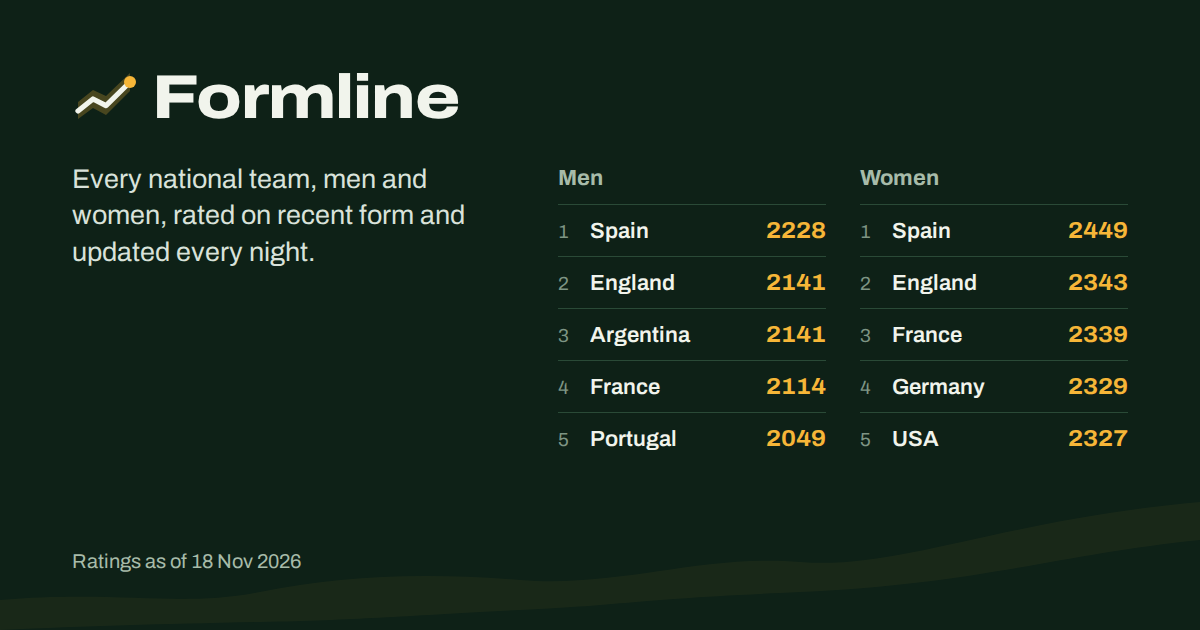 Formline
Every national team, men and
women, rated on recent form and
updated every night.
Men
1 Spain 2228
2 England 2141
3 Argentina 2141
4 France 2114
5 Portugal 2049
Women
1 Spain 2449
2 England 2343
3 France 2339
4 Germany 2329
5 USA 2327
Ratings as of 18 Nov 2026